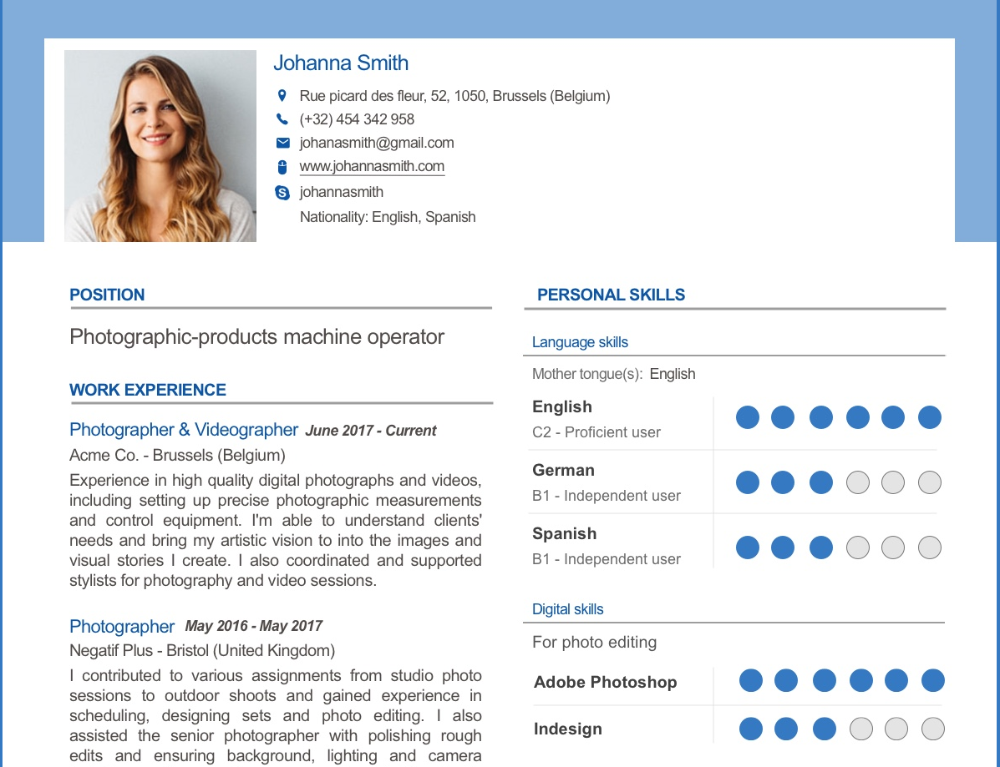 Johanna Smith
Rue picard des fleur, 52, 1050, Brussels (Belgium)
(+32) 454 342 958
johanasmith@gmail.com
www.johannasmith.com
johannasmith
Nationality: English, Spanish
POSITION
Photographic-products machine operator
WORK EXPERIENCE
Photographer & Videographer June 2017 - Current
Acme Co. - Brussels (Belgium)
Experience in high quality digital photographs and videos,
including setting up precise photographic measurements
and control equipment. I'm able to understand clients'
needs and bring my artistic vision to into the images and
visual stories I create. I also coordinated and supported
stylists for photography and video sessions.
Photographer May 2016 - May 2017
Negatif Plus - Bristol (United Kingdom)
I contributed to various assignments from studio photo
sessions to outdoor shoots and gained experience in
scheduling, designing sets and photo editing. I also
assisted the senior photographer with polishing rough
edits and ensuring background, lighting and camera
PERSONAL SKILLS
Language skills
Mother tongue(s): English
English
C2 - Proficient user
German
B1 - Independent user
Spanish
B1 - Independent user
Digital skills
For photo editing
Adobe Photoshop
Indesign